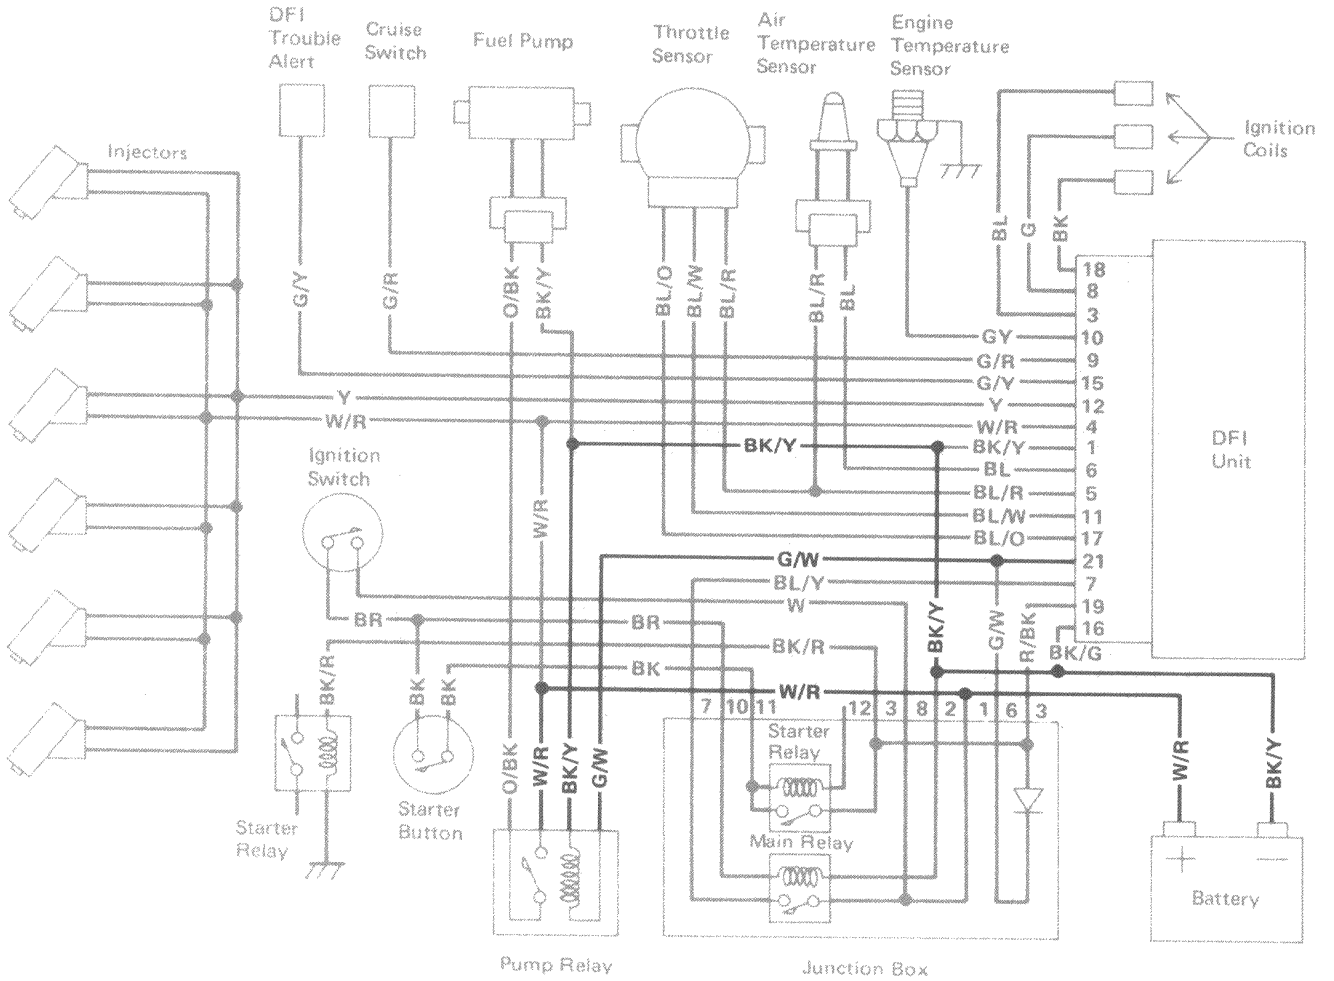 DFI
Trouble
Alert
Cruise
Switch
Fuel Pump
Throttle
Sensor
Air
Temperature
Sensor
Engine
Temperature
Sensor
Ignition
Coils
Injectors
BL
G
BK
G/Y
G/R
O/BK
BK/Y
BL/O
BL/W
BL/R
BL/R
BL
18
8
3
GY
10
G/R
9
G/Y
15
Y
Y
12
W/R
W/R
4
BK/Y
BK/Y
1
BL
6
BL/R
5
BL/W
11
BL/O
17
G/W
21
BL/Y
7
W
19
16
DFI
Unit
Ignition
Switch
W/R
BR
BR
BK/R
BK
W/R
BK/Y
G/W
R/BK
BK/G
BK/R
BK
BK
7
10
11
12
3
8
2
1
6
3
Starter
Relay
Main Relay
O/BK
W/R
BK/Y
G/W
W/R
BK/Y
Starter
Relay
Starter
Button
Battery
Pump Relay
Junction Box